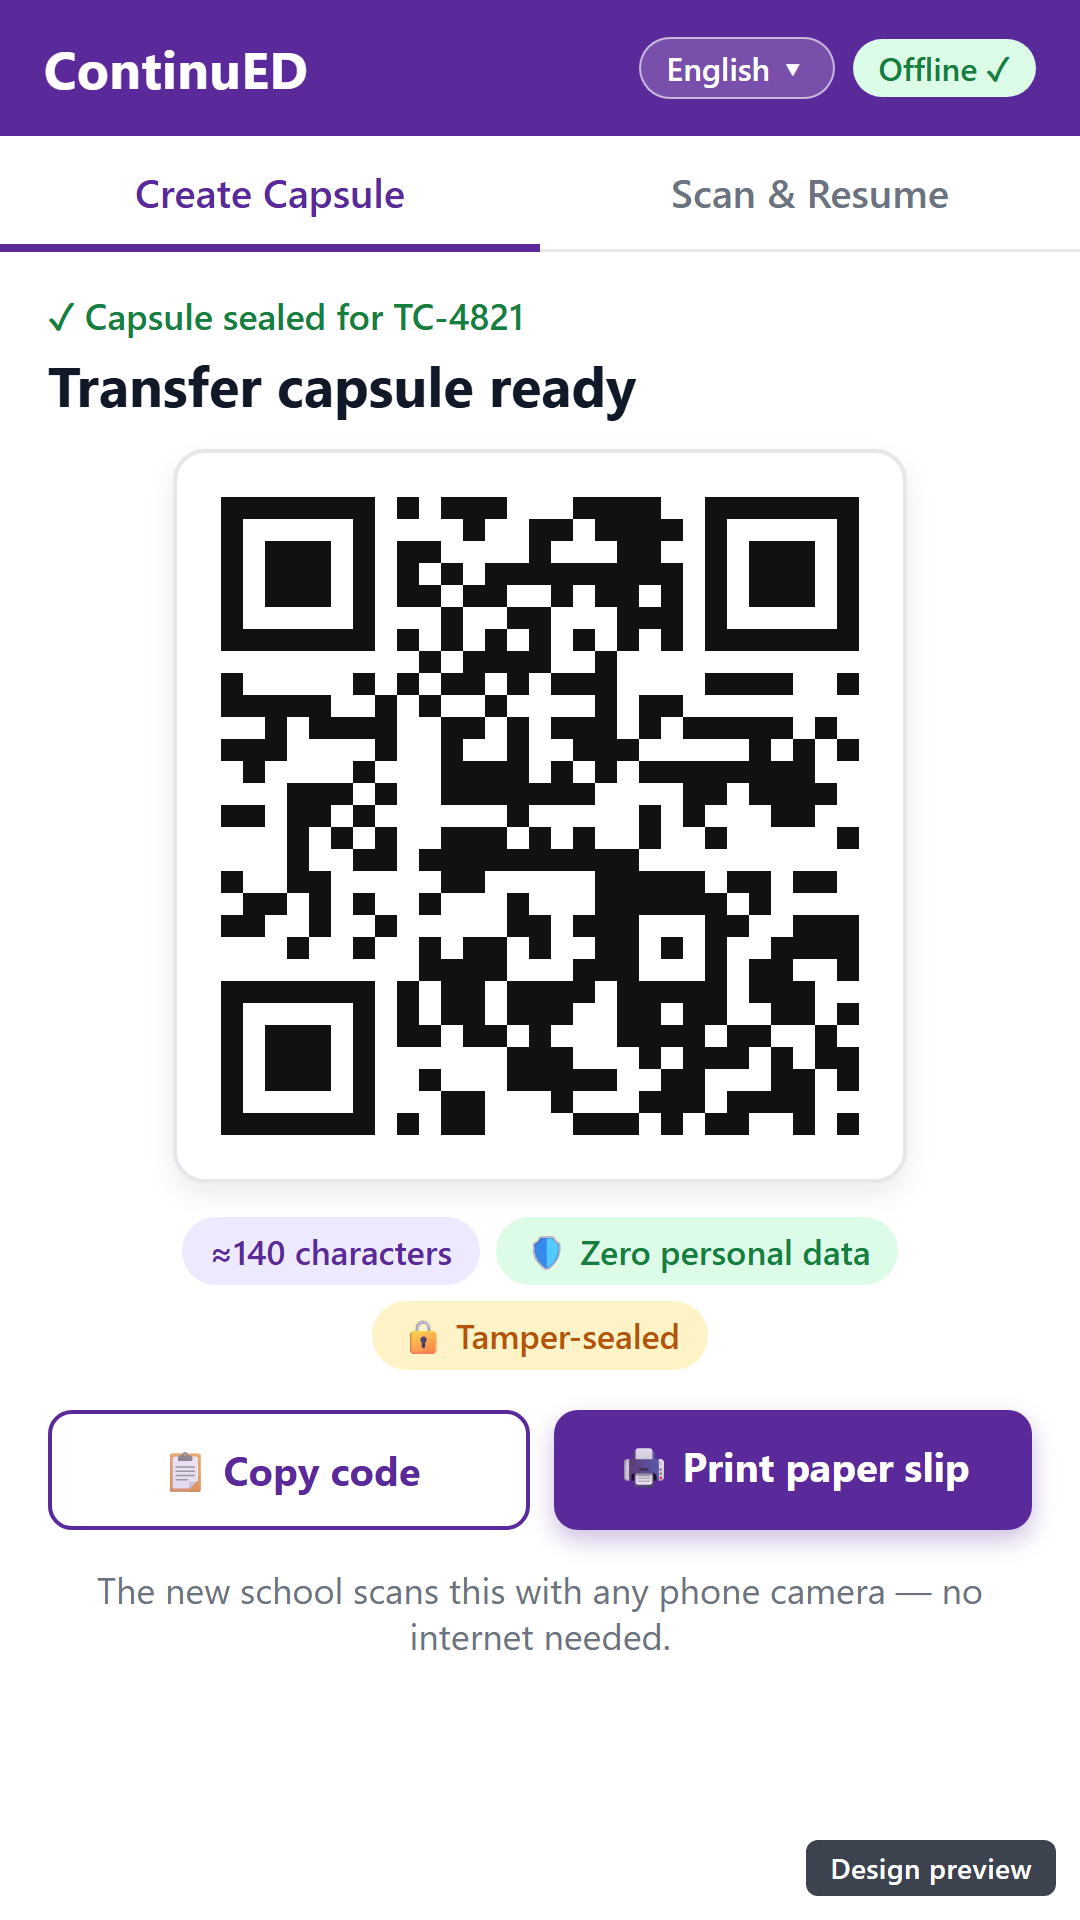 ContinuED
English ▼
Offline ✓
Create Capsule
Scan & Resume
✓ Capsule sealed for TC-4821
Transfer capsule ready
≈140 characters
Zero personal data
Tamper-sealed
Copy code
Print paper slip
The new school scans this with any phone camera — no
internet needed.
Design preview